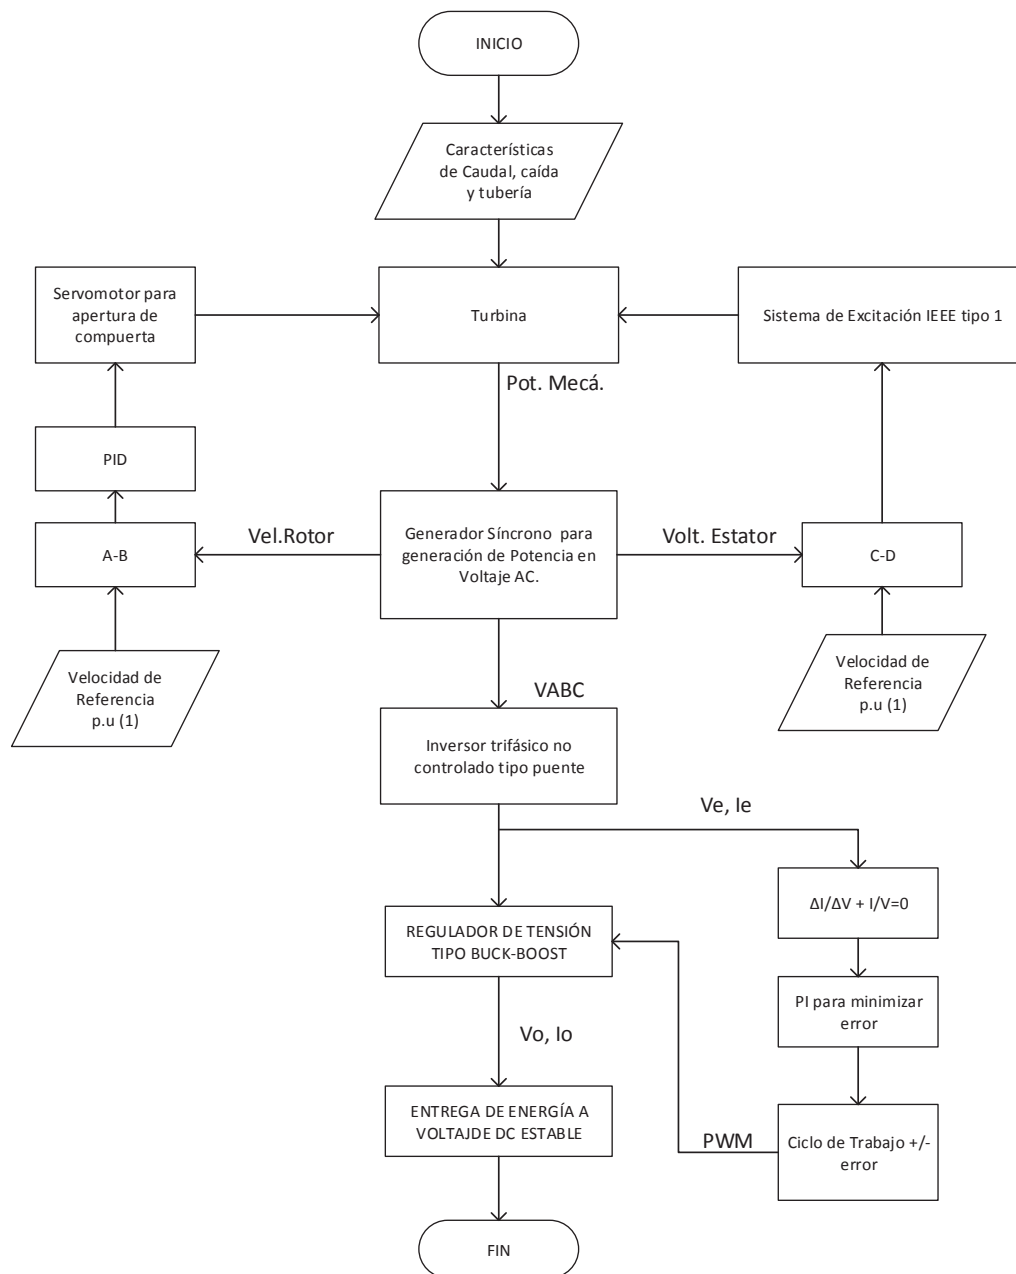 INICIO
Características
de Caudal, caída
y tubería
Servomotor para
apertura de
compuerta
Turbina
Sistema de Excitación IEEE tipo 1
Pot. Mecá.
PID
A-B
Vel.Rotor
Generador Síncrono para
generación de Potencia en
Voltaje AC.
Volt. Estator
C-D
Velocidad de
Referencia
p.u (1)
Velocidad de
Referencia
p.u (1)
VABC
Inversor trifásico no
controlado tipo puente
Ve, Ie
ΔI/ΔV + I/V=0
REGULADOR DE TENSIÓN
TIPO BUCK-BOOST
PI para minimizar
error
Vo, Io
ENTREGA DE ENERGÍA A
VOLTAJDE DC ESTABLE
PWM
Ciclo de Trabajo +/-
error
FIN